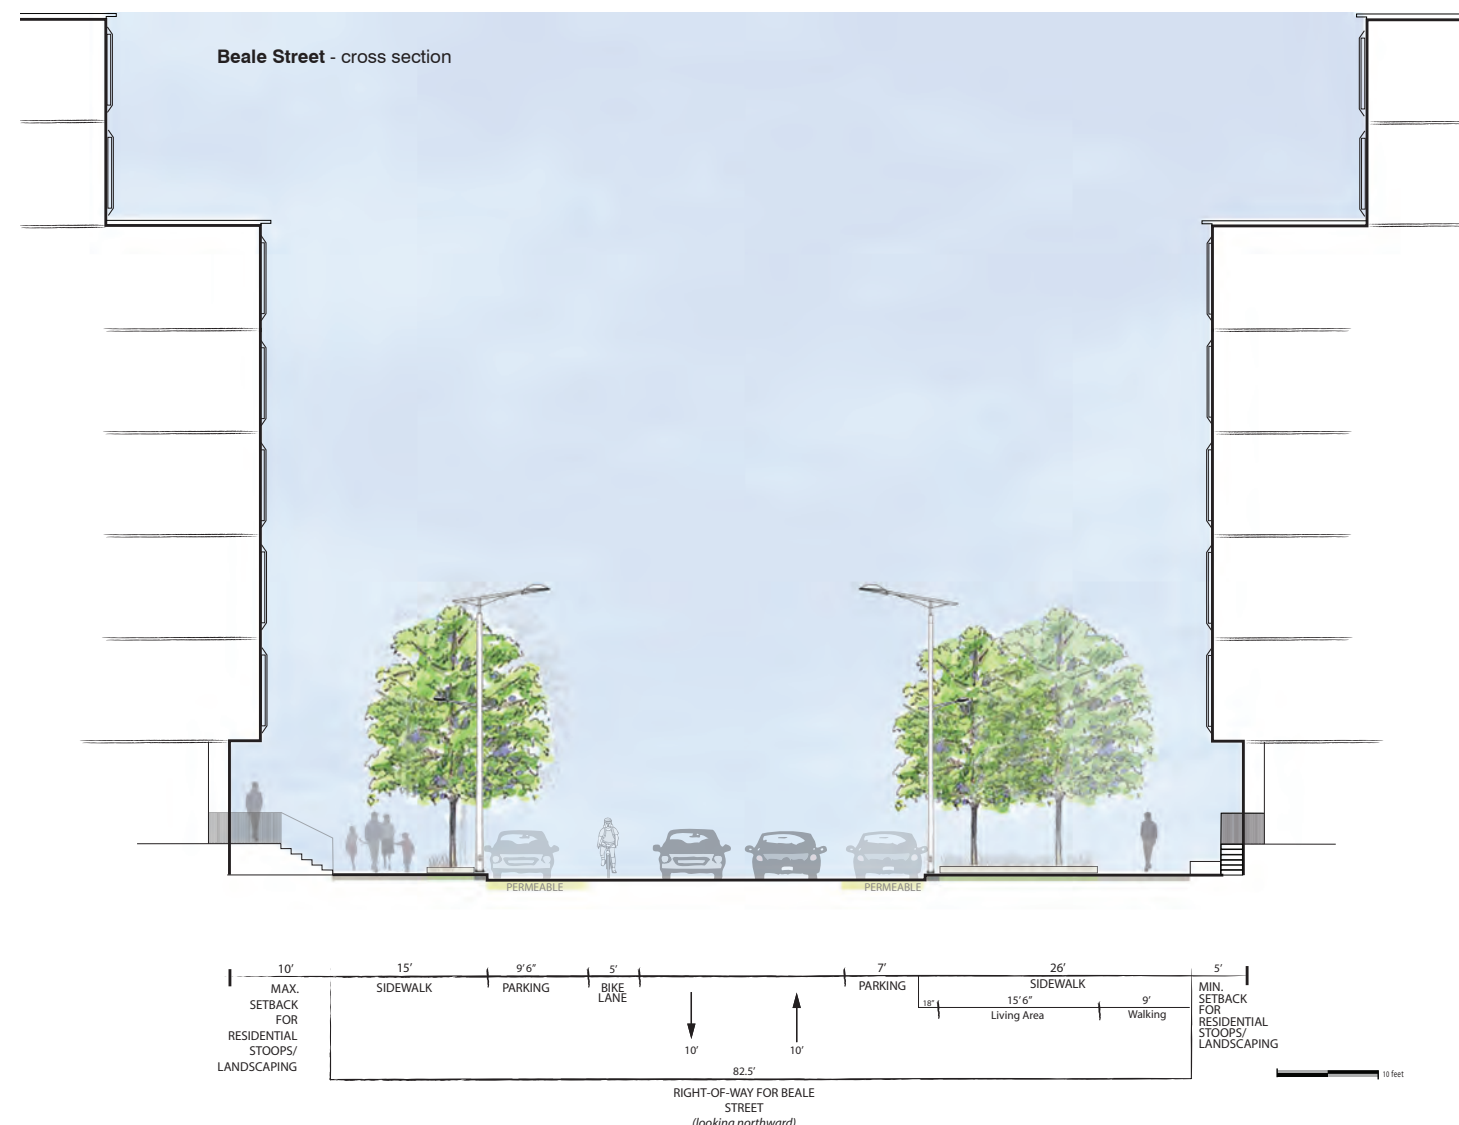 Beale Street - cross section
PERMEABLE
PERMEABLE
10’
15’
9’6”
5’
7’
26’
5’
MAX.
SETBACK
FOR
RESIDENTIAL
STOOPS/
LANDSCAPING
SIDEWALK
PARKING
BIKE
LANE
10’
10’
PARKING
SIDEWALK
18”
15’6”
Living Area
9’
Walking
MIN.
SETBACK
FOR
RESIDENTIAL
STOOPS/
LANDSCAPING
82.5’
RIGHT-OF-WAY FOR BEALE
STREET
(looking northward)
10 feet